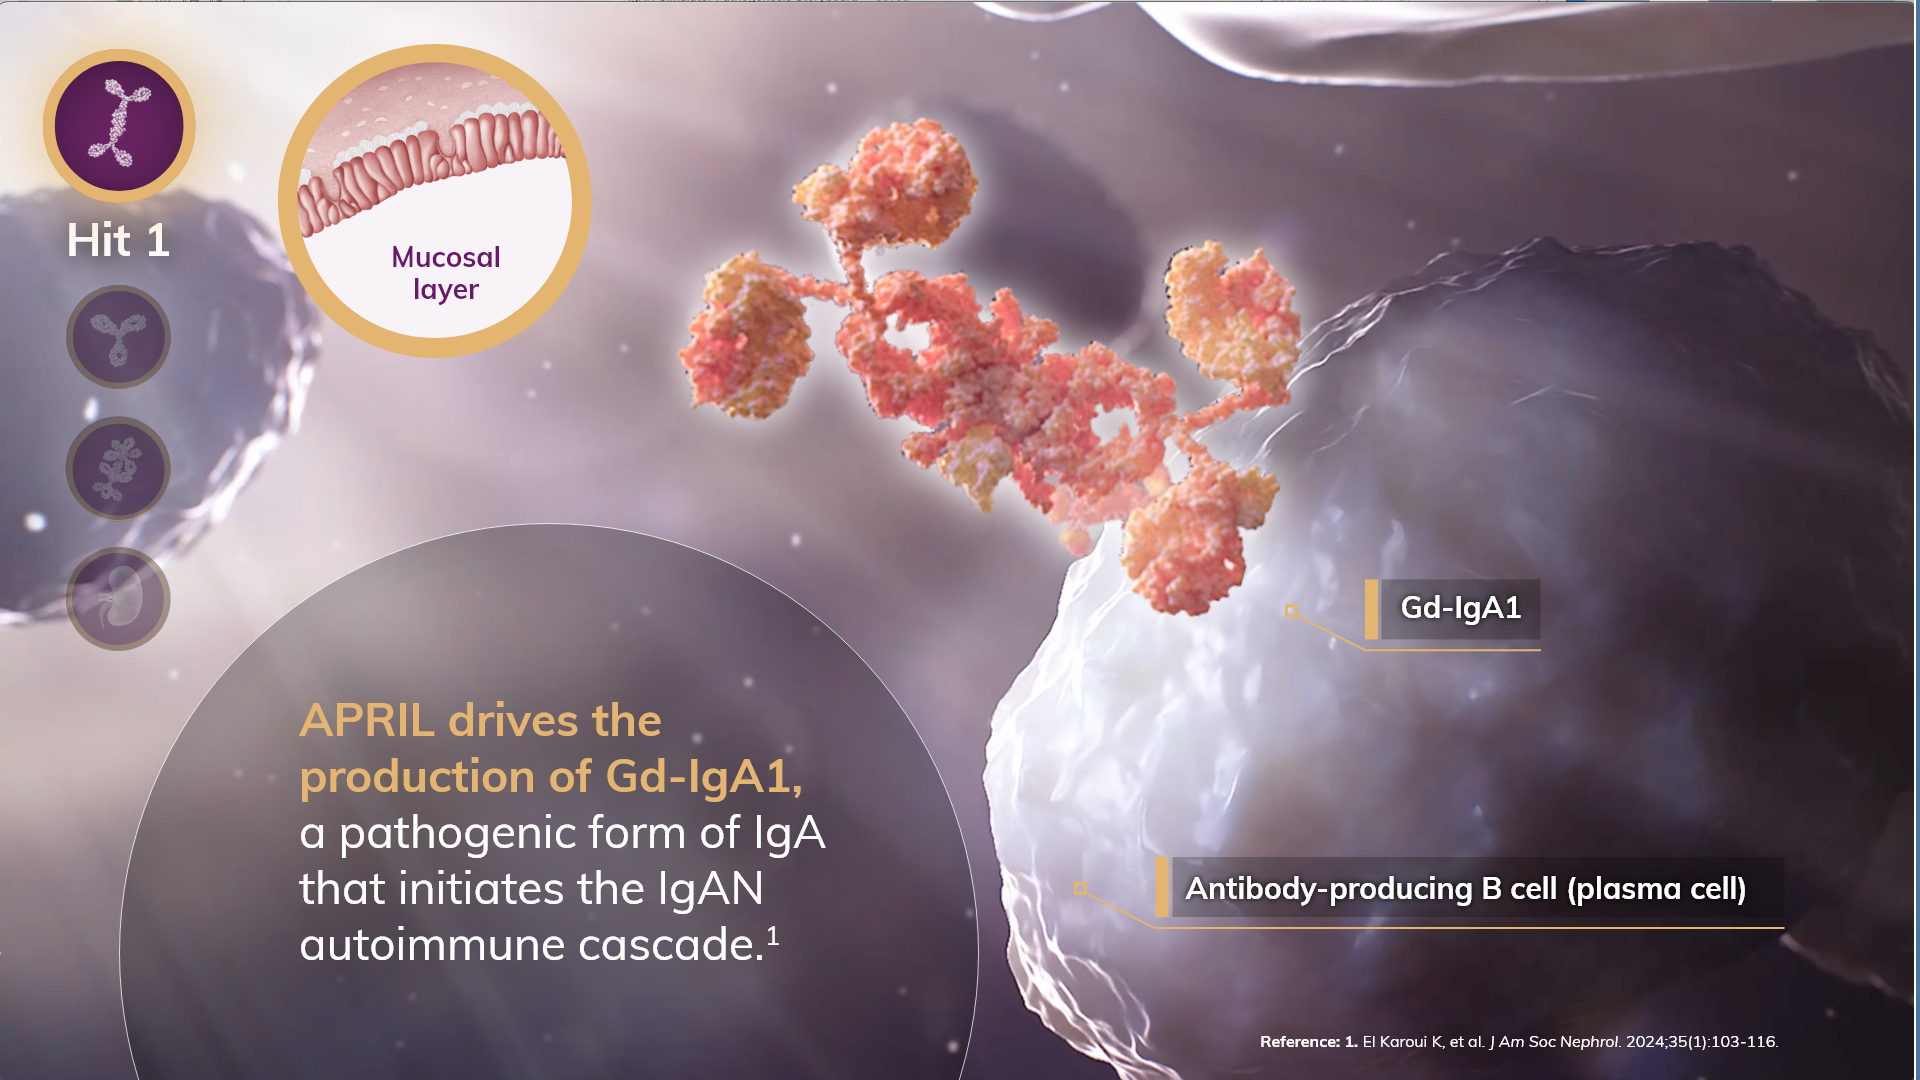 Hit 1
Mucosal
layer
APRIL drives the
production of Gd-IgA1,
a pathogenic form of IgA
that initiates the IgAN
autoimmune cascade.1
Gd-IgA1
Antibody-producing B cell (plasma cell)
Reference: 1. El Karoui K, et al. J Am Soc Nephrol. 2024;35(1):103-116.